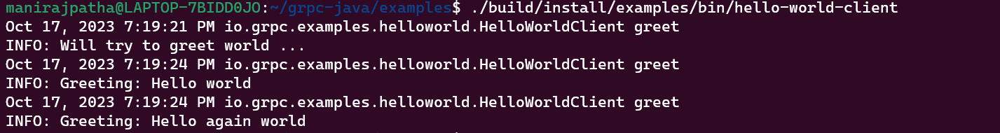 manirajpatha@LAPTOP-7BIDD0JO:~/grpc-java/examples$ ./build/install/examples/bin/hello-world-client
Oct 17, 2023 7:19:21 PM io.grpc.examples.helloworld.HelloWorldClient greet
INFO: Will try to greet world ...
Oct 17, 2023 7:19:24 PM io.grpc.examples.helloworld.HelloWorldClient greet
INFO: Greeting: Hello world
Oct 17, 2023 7:19:24 PM io.grpc.examples.helloworld.HelloWorldClient greet
INFO: Greeting: Hello again world